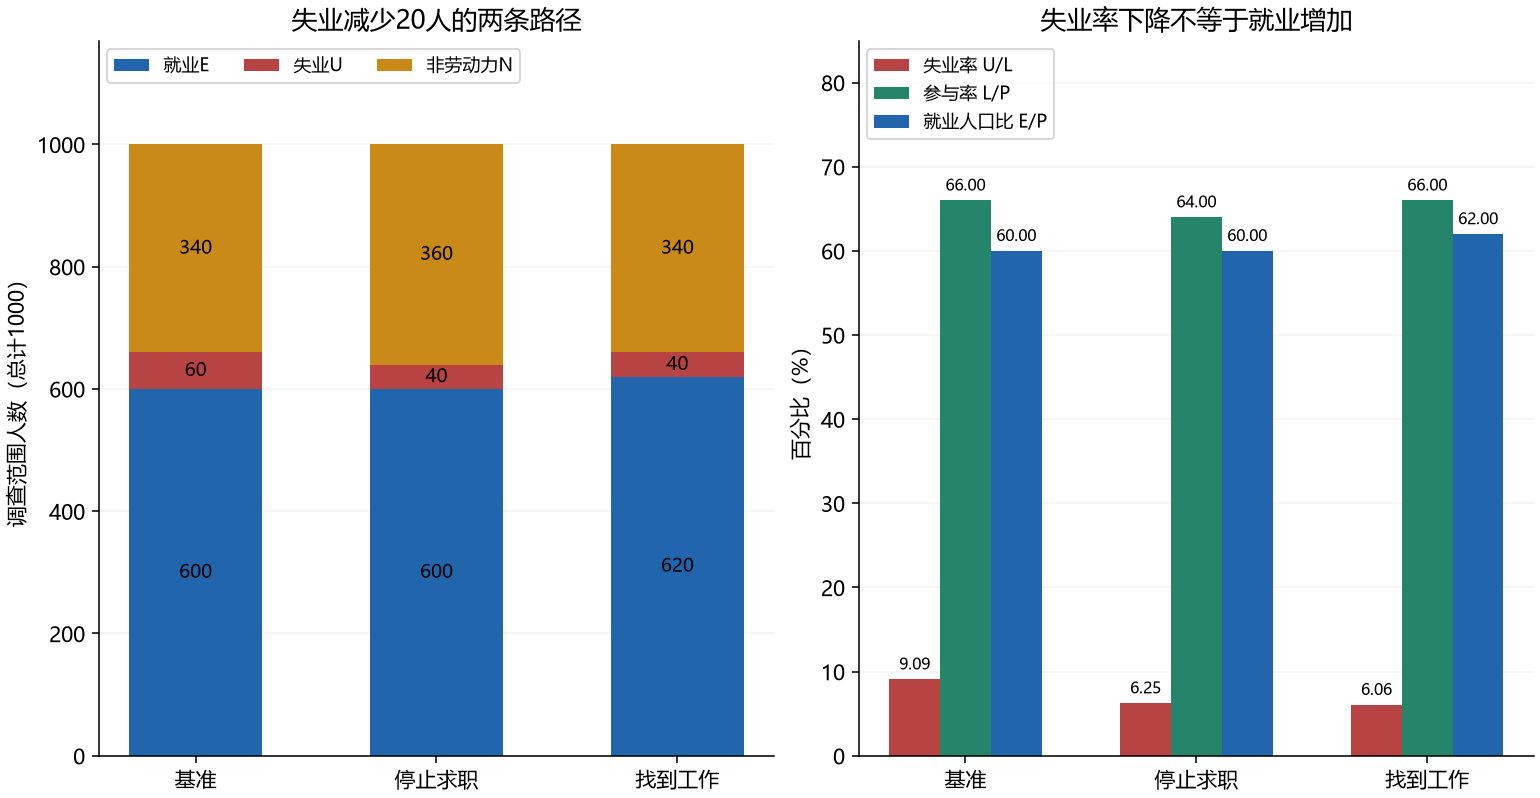 失业减少20人的两条路径
就业E
失业U
非劳动力N
调查范围人数（总计1000）
1000
800
600
400
200
0
340
60
600
360
40
600
340
40
620
基准
停止求职
找到工作
失业率下降不等于就业增加
失业率 U/L
参与率 L/P
就业人口比 E/P
百分比（%）
80
70
60
50
40
30
20
10
0
9.09
66.00
60.00
6.25
64.00
60.00
6.06
66.00
62.00
基准
停止求职
找到工作